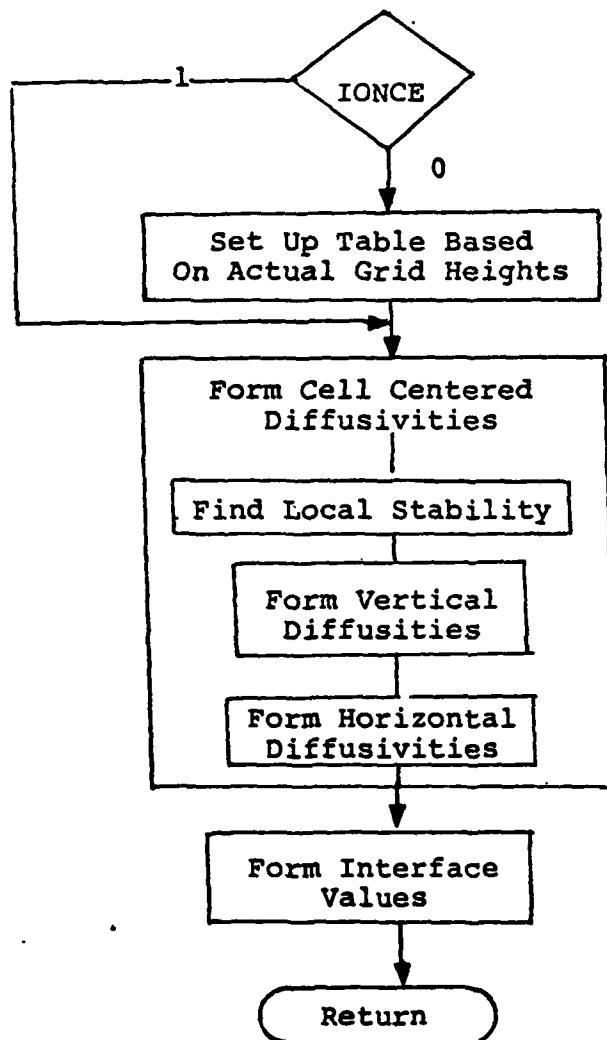 1
IONCE
0
Set Up Table Based
On Actual Grid Heights
Form Cell Centered
Diffusivities
Find Local Stability
Form Vertical
Diffusities
Form Horizontal
Diffusivities
Form Interface
Values
Return